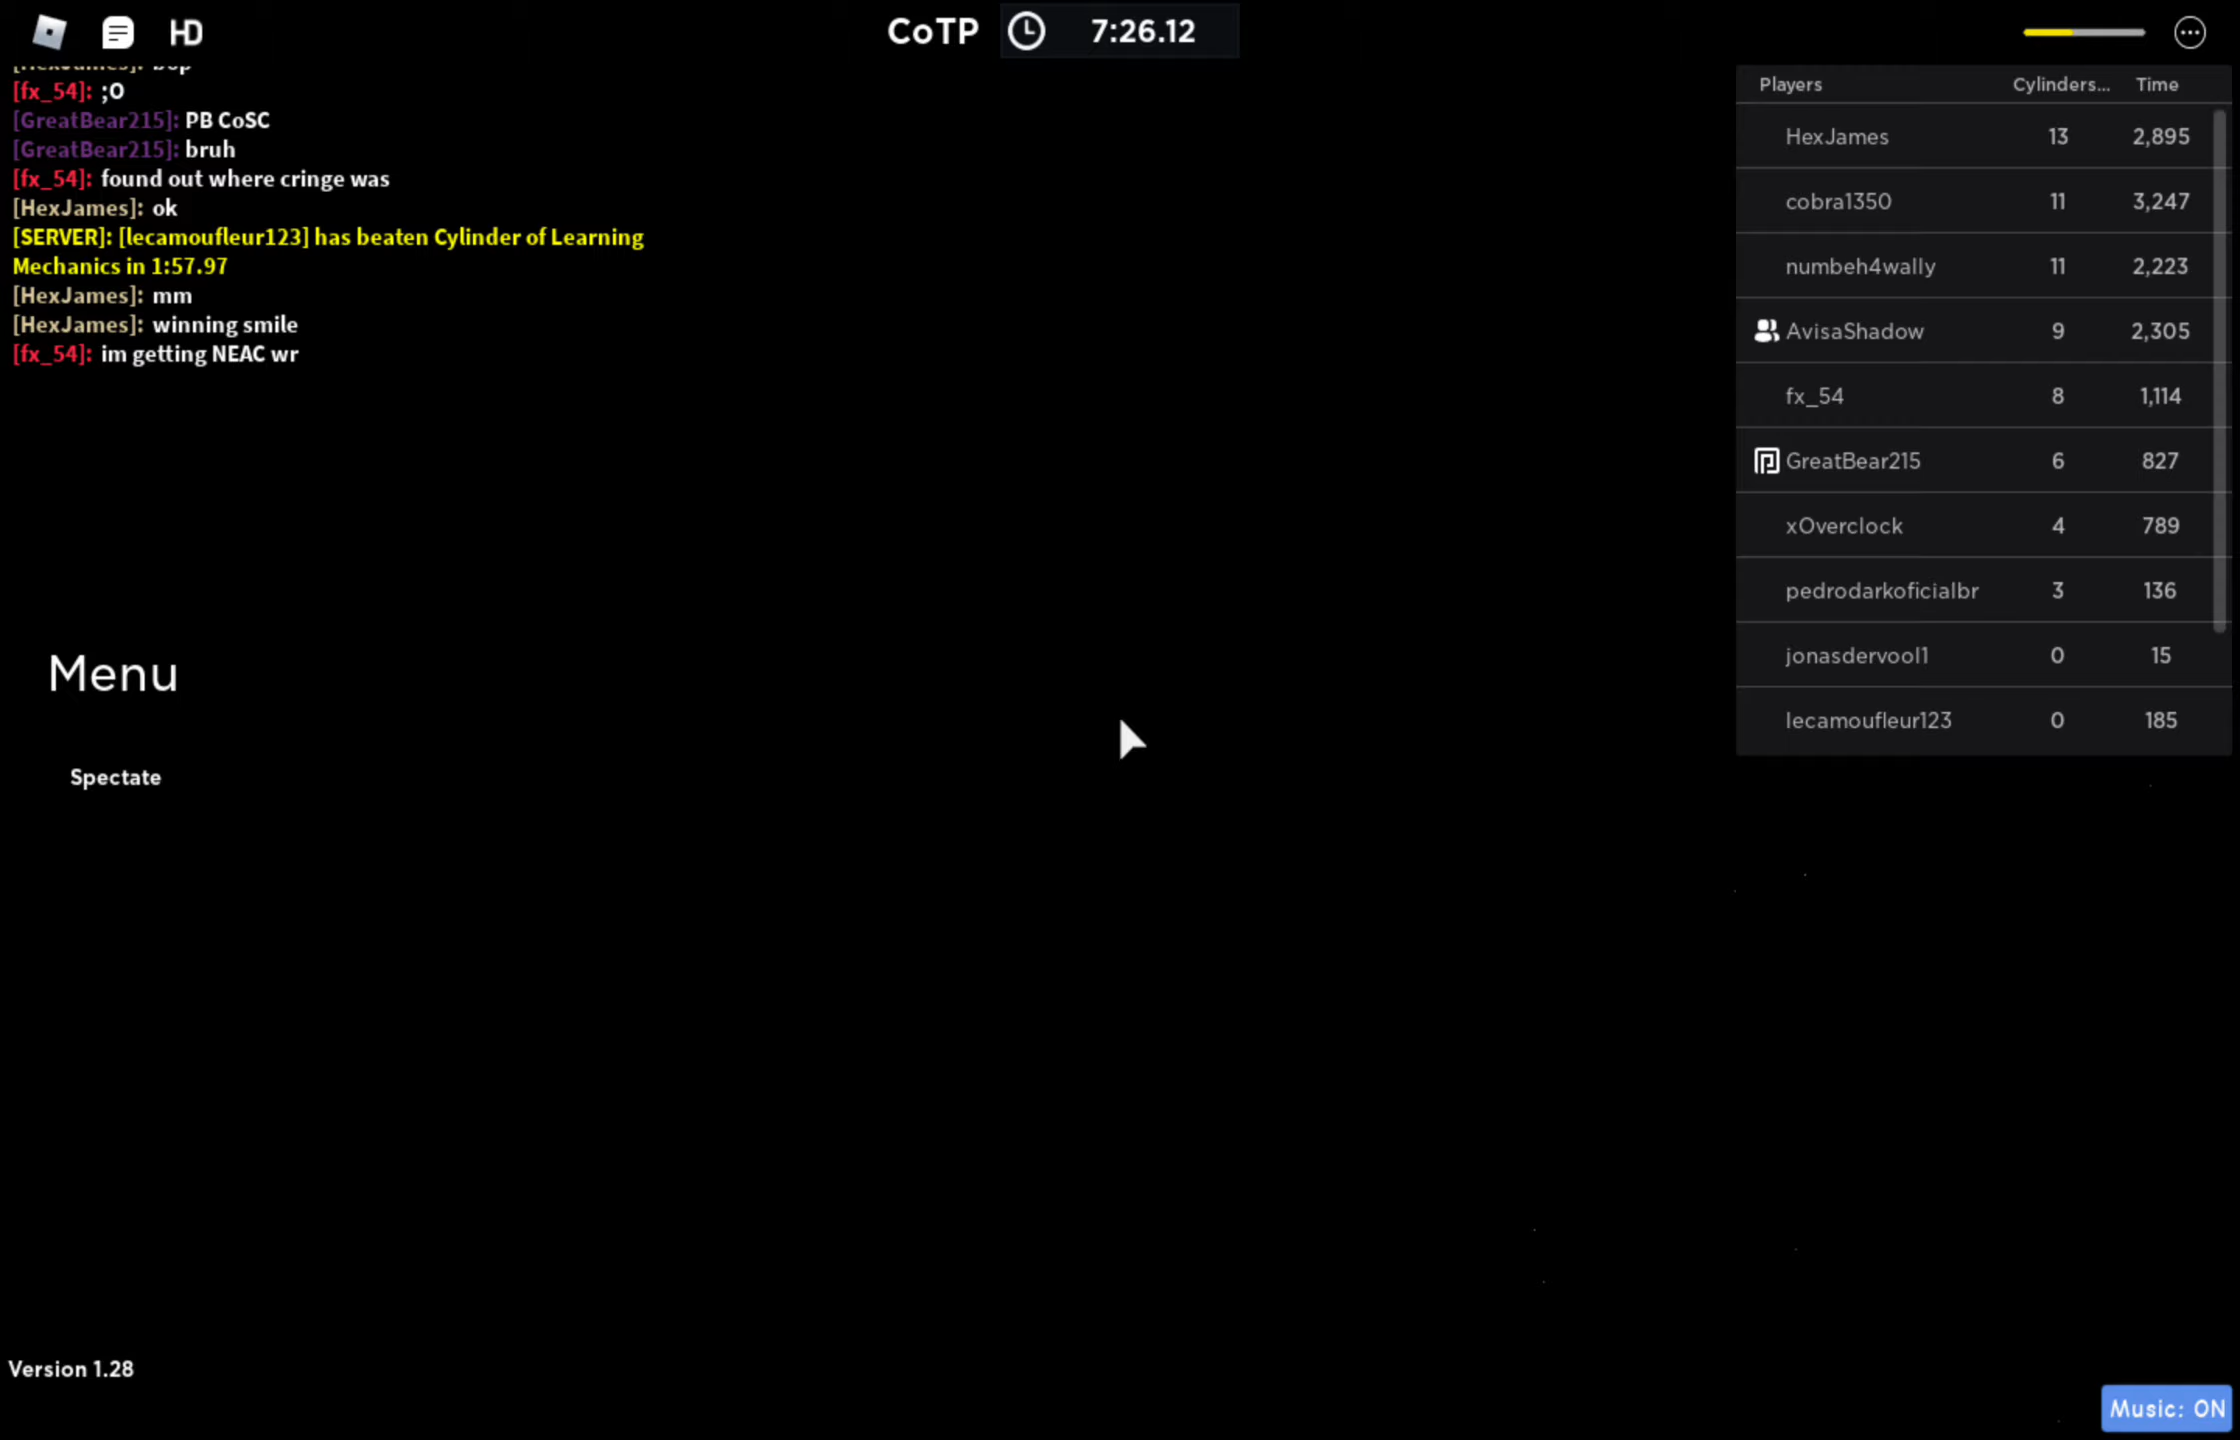 HD
CoTP 7:26.12
[HexJames]: bop
[fx_54]: ;O
[GreatBear215]: PB CoSC
[GreatBear215]: bruh
[fx_54]: found out where cringe was
[HexJames]: ok
[SERVER]: [lecamoufleur123] has beaten Cylinder of Learning
Mechanics in 1:57.97
[HexJames]: mm
[HexJames]: winning smile
[fx_54]: im getting NEAC wr
Players Cylinders... Time
HexJames 13 2,895
cobra1350 11 3,247
numbeh4wally 11 2,223
AvisaShadow 9 2,305
fx_54 8 1,114
GreatBear215 6 827
xOverclock 4 789
pedrodarkoficialbr 3 136
jonasdervool1 0 15
lecamoufleur123 0 185
Menu
Spectate
Version 1.28
Music: ON